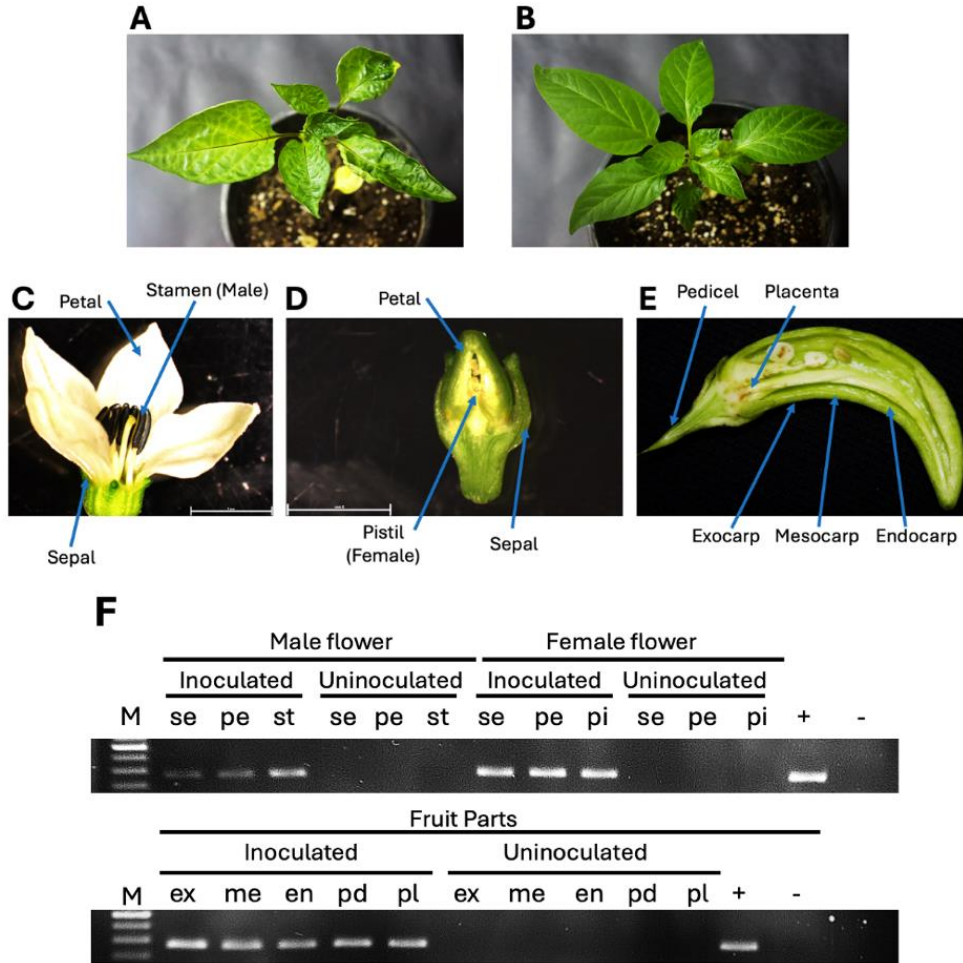 A
B
C
Petal
Stamen (Male)
Sepal
D
Petal
Pistil
(Female)
Sepal
E
Pedicel
Placenta
Exocarp
Mesocarp
Endocarp
F
Male flower
Female flower
Inoculated
Uninoculated
Inoculated
Uninoculated
M se pe st se pe st se pe pi se pe pi + -
Fruit Parts
Inoculated
Uninoculated
M ex me en pd pl ex me en pd pl + -